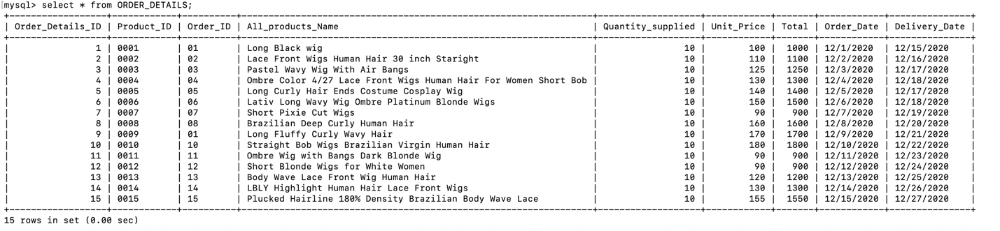 mysql> select * from ORDER_DETAILS;
+------------------+------------+----------+-------------------------------------------------------------+-------------------+------------+-------+------------+---------------+
| Order_Details_ID | Product_ID | Order_ID | All_products_Name | Quantity_supplied | Unit_Price | Total | Order_Date | Delivery_Date |
+------------------+------------+----------+-------------------------------------------------------------+-------------------+------------+-------+------------+---------------+
| 1 | 0001 | 01 | Long Black wig | 10 | 100 | 1000 | 12/1/2020 | 12/15/2020 |
| 2 | 0002 | 02 | Lace Front Wigs Human Hair 30 inch Staright | 10 | 110 | 1100 | 12/2/2020 | 12/16/2020 |
| 3 | 0003 | 03 | Pastel Wavy Wig With Air Bangs | 10 | 125 | 1250 | 12/3/2020 | 12/17/2020 |
| 4 | 0004 | 04 | Ombre Color 4/27 Lace Front Wigs Human Hair For Women Short Bob | 10 | 130 | 1300 | 12/4/2020 | 12/18/2020 |
| 5 | 0005 | 05 | Long Curly Hair Ends Costume Cosplay Wig | 10 | 140 | 1400 | 12/5/2020 | 12/17/2020 |
| 6 | 0006 | 06 | Lativ Long Wavy Wig Ombre Platinum Blonde Wigs | 10 | 150 | 1500 | 12/6/2020 | 12/18/2020 |
| 7 | 0007 | 07 | Short Pixie Cut Wigs | 10 | 90 | 900 | 12/7/2020 | 12/19/2020 |
| 8 | 0008 | 08 | Brazilian Deep Curly Human Hair | 10 | 160 | 1600 | 12/8/2020 | 12/20/2020 |
| 9 | 0009 | 01 | Long Fluffy Curly Wavy Hair | 10 | 170 | 1700 | 12/9/2020 | 12/21/2020 |
| 10 | 0010 | 10 | Straight Bob Wigs Brazilian Virgin Human Hair | 10 | 180 | 1800 | 12/10/2020 | 12/22/2020 |
| 11 | 0011 | 11 | Ombre Wig with Bangs Dark Blonde Wig | 10 | 90 | 900 | 12/11/2020 | 12/23/2020 |
| 12 | 0012 | 12 | Short Blonde Wigs for White Women | 10 | 90 | 900 | 12/12/2020 | 12/24/2020 |
| 13 | 0013 | 13 | Body Wave Lace Front Wig Human Hair | 10 | 120 | 1200 | 12/13/2020 | 12/25/2020 |
| 14 | 0014 | 14 | LBLY Highlight Human Hair Lace Front Wigs | 10 | 130 | 1300 | 12/14/2020 | 12/26/2020 |
| 15 | 0015 | 15 | Plucked Hairline 180% Density Brazilian Body Wave Lace | 10 | 155 | 1550 | 12/15/2020 | 12/27/2020 |
+------------------+------------+----------+-------------------------------------------------------------+-------------------+------------+-------+------------+---------------+
15 rows in set (0.00 sec)